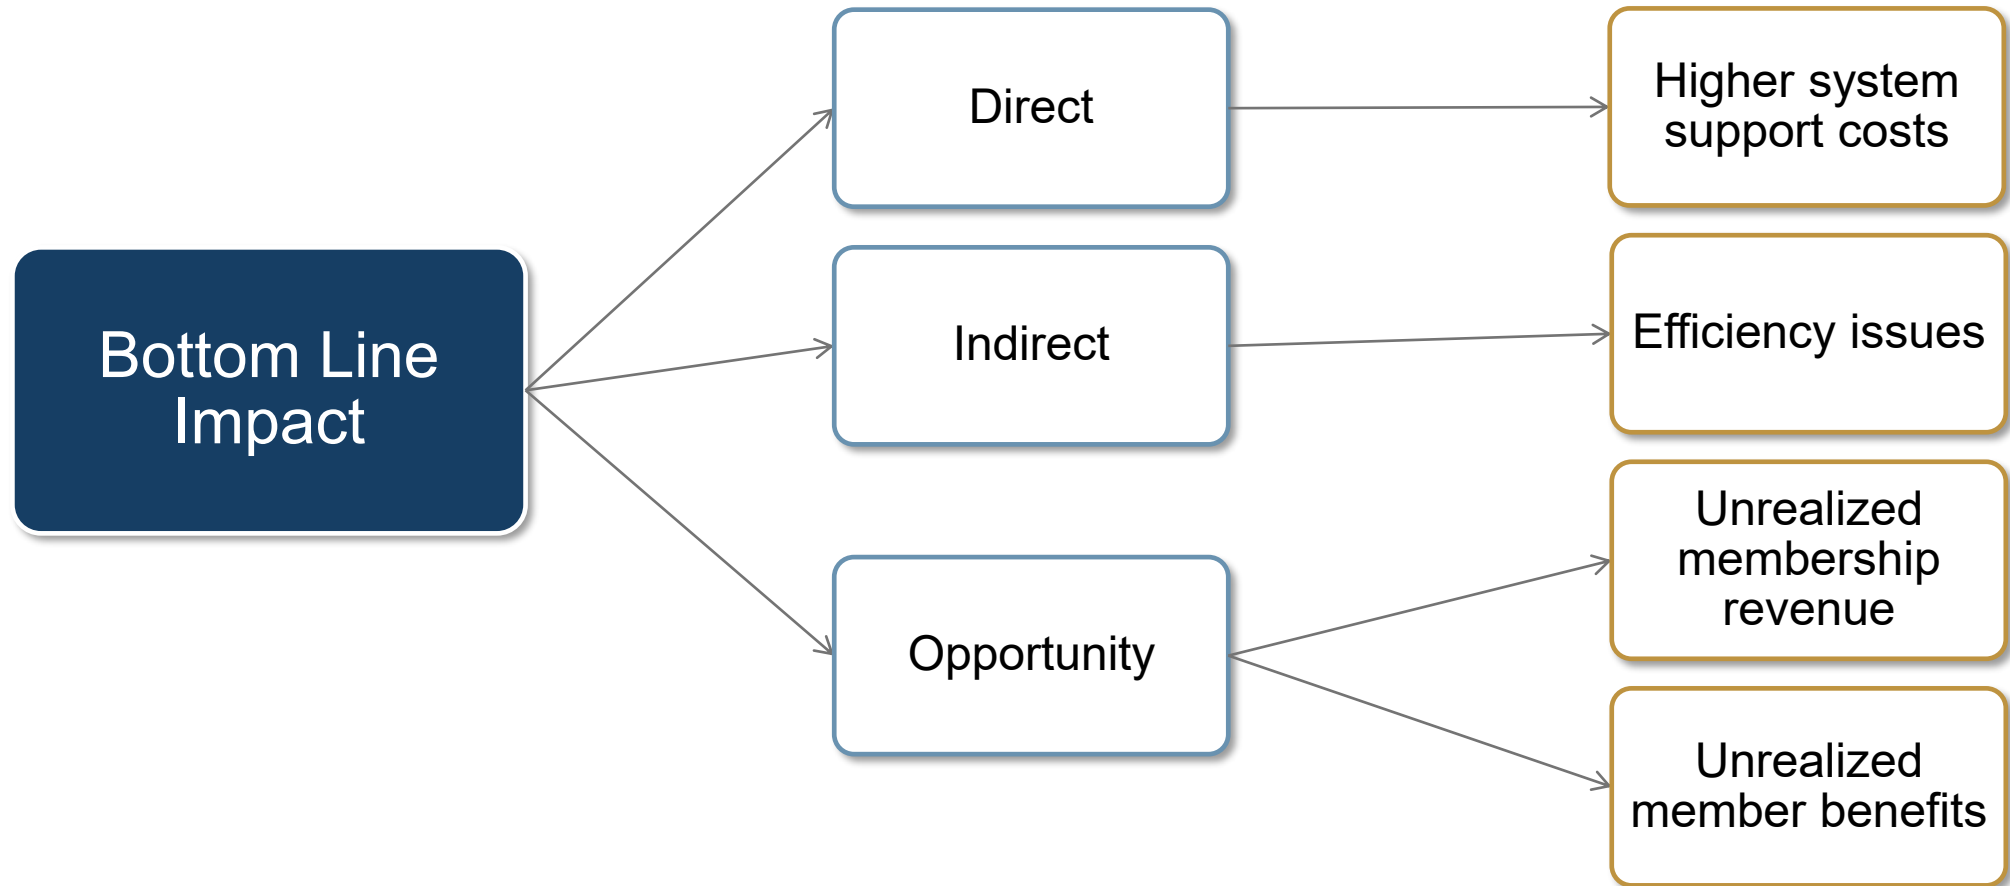 Bottom Line
Impact
Direct
Indirect
Opportunity
Higher system
support costs
Efficiency issues
Unrealized
membership
revenue
Unrealized
member benefits